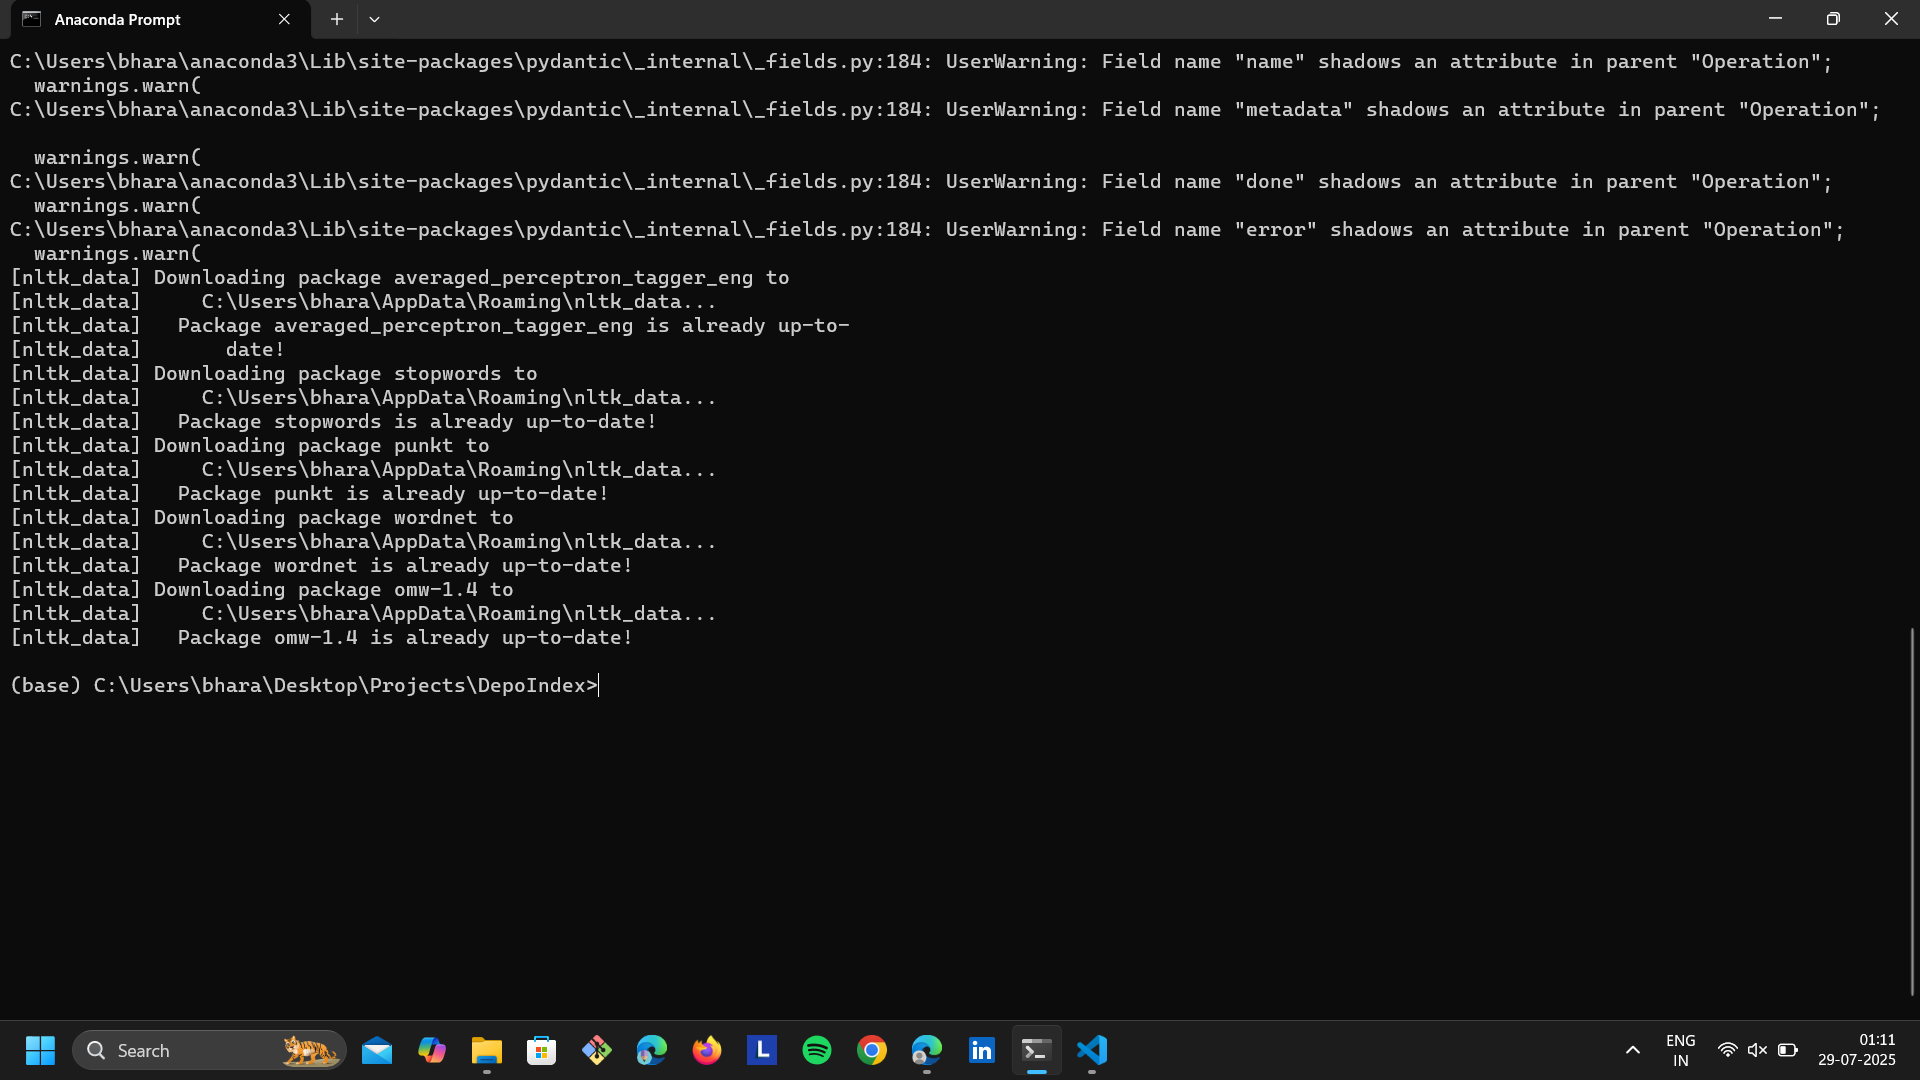 Anaconda Prompt
C:\Users\bhara\anaconda3\Lib\site-packages\pydantic\_internal\_fields.py:184: UserWarning: Field name "name" shadows an attribute in parent "Operation";
  warnings.warn(
C:\Users\bhara\anaconda3\Lib\site-packages\pydantic\_internal\_fields.py:184: UserWarning: Field name "metadata" shadows an attribute in parent "Operation";
  warnings.warn(
C:\Users\bhara\anaconda3\Lib\site-packages\pydantic\_internal\_fields.py:184: UserWarning: Field name "done" shadows an attribute in parent "Operation";
  warnings.warn(
C:\Users\bhara\anaconda3\Lib\site-packages\pydantic\_internal\_fields.py:184: UserWarning: Field name "error" shadows an attribute in parent "Operation";
  warnings.warn(
[nltk_data] Downloading package averaged_perceptron_tagger_eng to
[nltk_data]     C:\Users\bhara\AppData\Roaming\nltk_data...
[nltk_data]   Package averaged_perceptron_tagger_eng is already up-to-
[nltk_data]       date!
[nltk_data] Downloading package stopwords to
[nltk_data]     C:\Users\bhara\AppData\Roaming\nltk_data...
[nltk_data]   Package stopwords is already up-to-date!
[nltk_data] Downloading package punkt to
[nltk_data]     C:\Users\bhara\AppData\Roaming\nltk_data...
[nltk_data]   Package punkt is already up-to-date!
[nltk_data] Downloading package wordnet to
[nltk_data]     C:\Users\bhara\AppData\Roaming\nltk_data...
[nltk_data]   Package wordnet is already up-to-date!
[nltk_data] Downloading package omw-1.4 to
[nltk_data]     C:\Users\bhara\AppData\Roaming\nltk_data...
[nltk_data]   Package omw-1.4 is already up-to-date!
(base) C:\Users\bhara\Desktop\Projects\DepoIndex>
Search
L
in
ENG
IN
01:11
29-07-2025